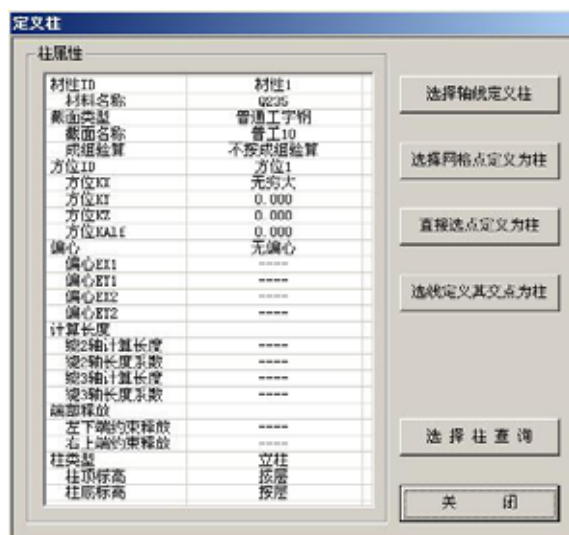 定义柱
柱属性
材性ID 材性1
材料名称 Q235
截面类型 普通工字钢
截面名称 普工10
成组验算 不按成组验算
方位ID 方位1
方位KX 无穷大
方位KY 0.000
方位KZ 0.000
方位KAlf 0.000
偏心 无偏心
偏心EX1 ----
偏心EY1 ----
偏心EX2 ----
偏心EY2 ----
计算长度
绕2轴计算长度 ----
绕2轴长度系数 ----
绕3轴计算长度 ----
绕3轴长度系数 ----
端部释放
左下端约束释放 ----
右上端约束释放 ----
柱类型 立柱
柱顶标高 按层
柱底标高 按层
选择轴线定义柱
选择网格点定义为柱
直接选点定义为柱
选线定义其交点为柱
选择柱查询
关闭